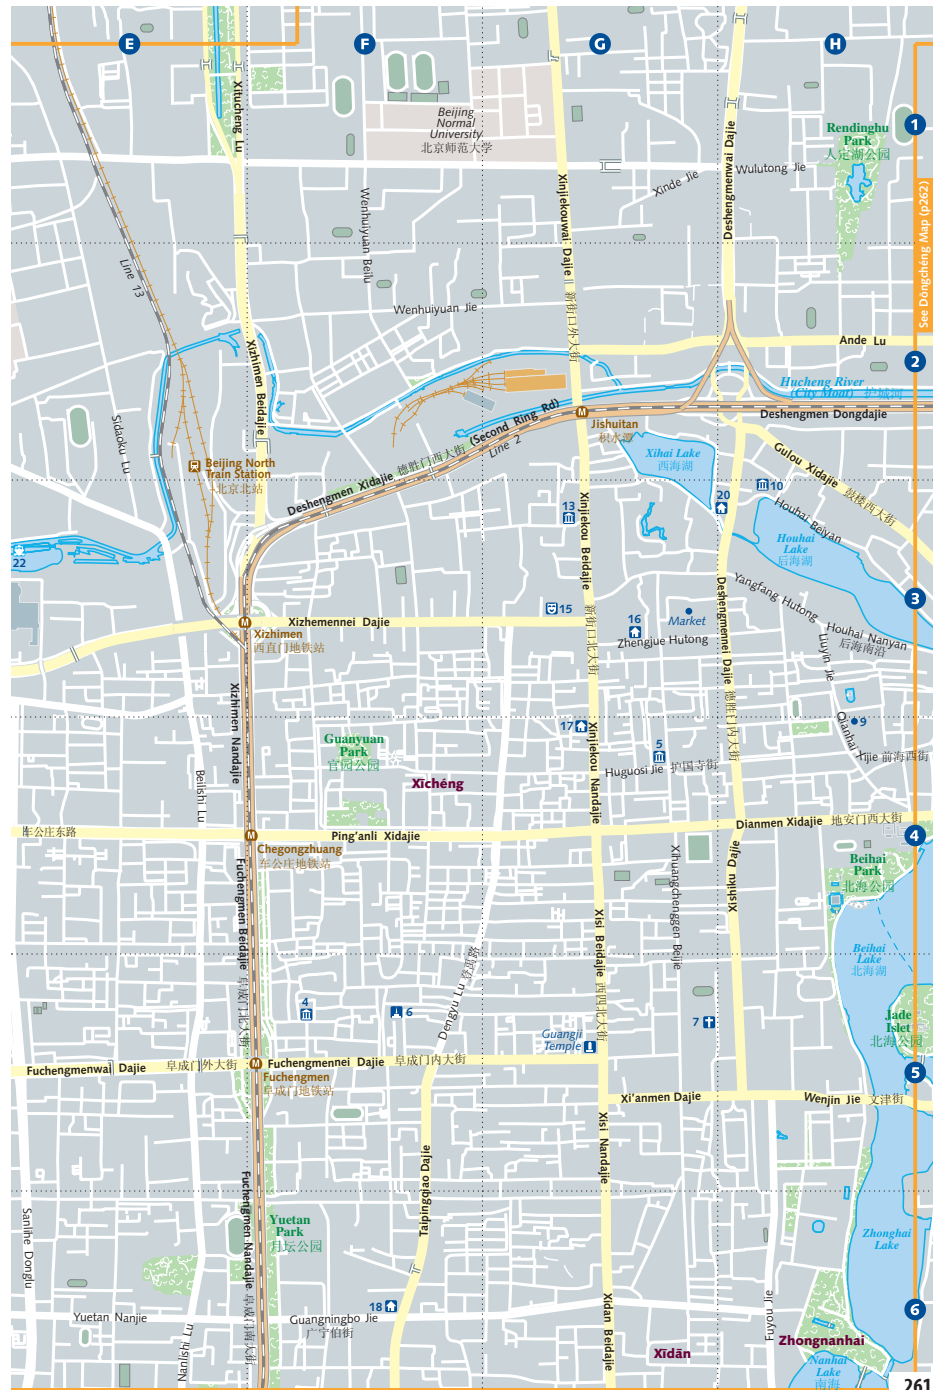 E
F
G
H
1
2
3
4
5
6
See Dōngchéng Map (p262)
Xitucheng Lu
Beijing
Normal
University
北京师范大学
Rendinghu
Park
人定湖公园
Wulutong Jie
Xinde Jie
Deshengmenwai Dajie
Xinjiekouwai Dajie
新街口外大街
Wenhuiyuan Beilu
Line 13
Wenhuiyuan Jie
Ande Lu
Xizhimen Beidajie
Hucheng River
(City Moat) 护城河
Deshengmen Dongdajie
Jishuitan
积水潭
(Second Ring Rd)
Line 2
Deshengmen Xidajie 德胜门西大街
Sidaoku Lu
Beijing North
Train Station
北京北站
Xihai Lake
西海湖
Gulou Xidajie 鼓楼西大街
20
10
13
Houhai Beiyan
Houhai
Lake
后海湖
22
Xinjiekou Beidajie
新街口北大街
Yangfang Hutong
Deshengmennei Dajie 德胜门内大街
15
16
Market
Zhengjue Hutong
Houhai Nanyan
后海南沿
Liuyin Jie
Xizhemennei Dajie
Xizhimen
西直门地铁站
Xizhimen Nandajie
17
5
9
Qianhai
Xijie 前海西街
Guanyuan
Park
官园公园
Xīchéng
Huguosi Jie 护国寺街
Xinjiekou Nandajie
Beilishi Lu
车公庄东路
Ping'anli Xidajie
Dianmen Xidajie 地安门西大街
Chegongzhuang
车公庄地铁站
Beihai
Park
北海公园
Xihuangchenggen Beijie
Xishiku Dajie
Fuchengmen Beidajie 阜成门北大街
Xisi Beidajie 西四北大街
Beihai
Lake
北海湖
Dengyu Lu 登莱路
4
6
7
Guangji
Temple
Jade
Islet
北海公园
Fuchengmenwai Dajie 阜成门外大街
Fuchengmennei Dajie 阜成门内大街
Fuchengmen
阜成门地铁站
Xi'anmen Dajie
Wenjin Jie 文津街
Xisi Nandajie
Taipingqiao Dajie
Sanlihe Donglu
Fuchengmen Nandajie 阜成门南大街
Yuetan
Park
月坛公园
Zhonghai
Lake
18
Yuetan Nanjie
Guangningbo Jie
广宁伯街
Nanlishi Lu
Xidan Beidajie
Fuyou Jie
Xīdān
Zhongnanhai
Nanhai
Lake
南海
261